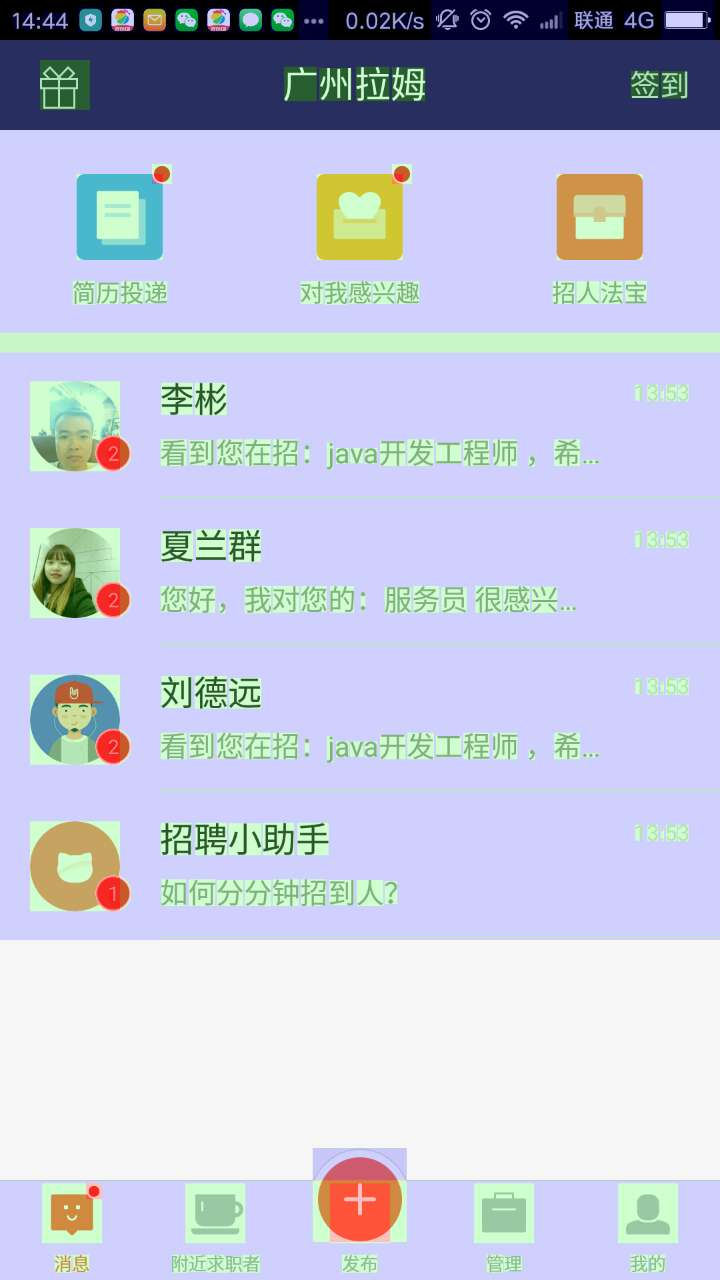 14:44 ••• 0.02K/s 联通 4G
广州拉姆 签到
简历投递 对我感兴趣 招人法宝
李彬 13:53
2 看到您在招：java开发工程师 ，希...
夏兰群 13:53
2 您好，我对您的：服务员 很感兴...
刘德远 13:53
2 看到您在招：java开发工程师 ，希...
招聘小助手 13:53
1 如何分分钟招到人？
消息 附近求职者 发布 管理 我的